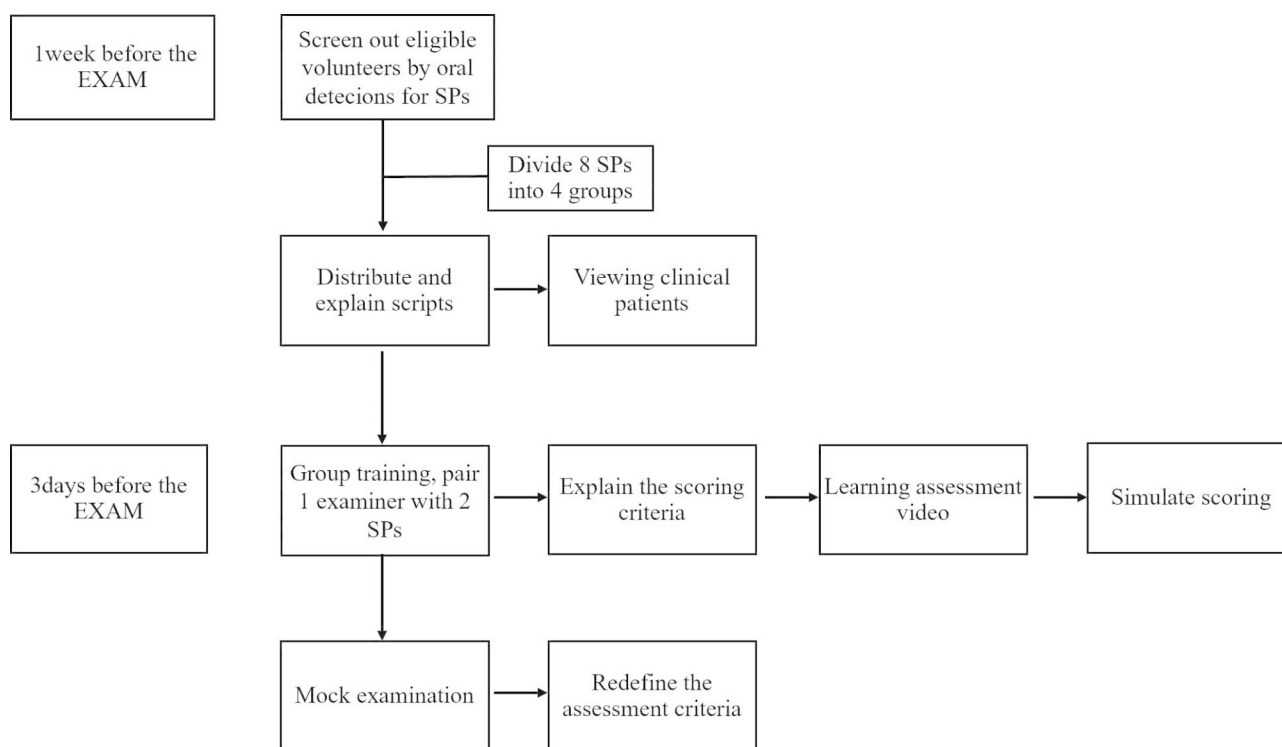 1week before the
EXAM
Screen out eligible
volunteers by oral
detecions for SPs
Divide 8 SPs
into 4 groups
Distribute and
explain scripts
Viewing clinical
patients
3days before the
EXAM
Group training, pair
1 examiner with 2
SPs
Explain the scoring
criteria
Learning assessment
video
Simulate scoring
Mock examination
Redefine the
assessment criteria